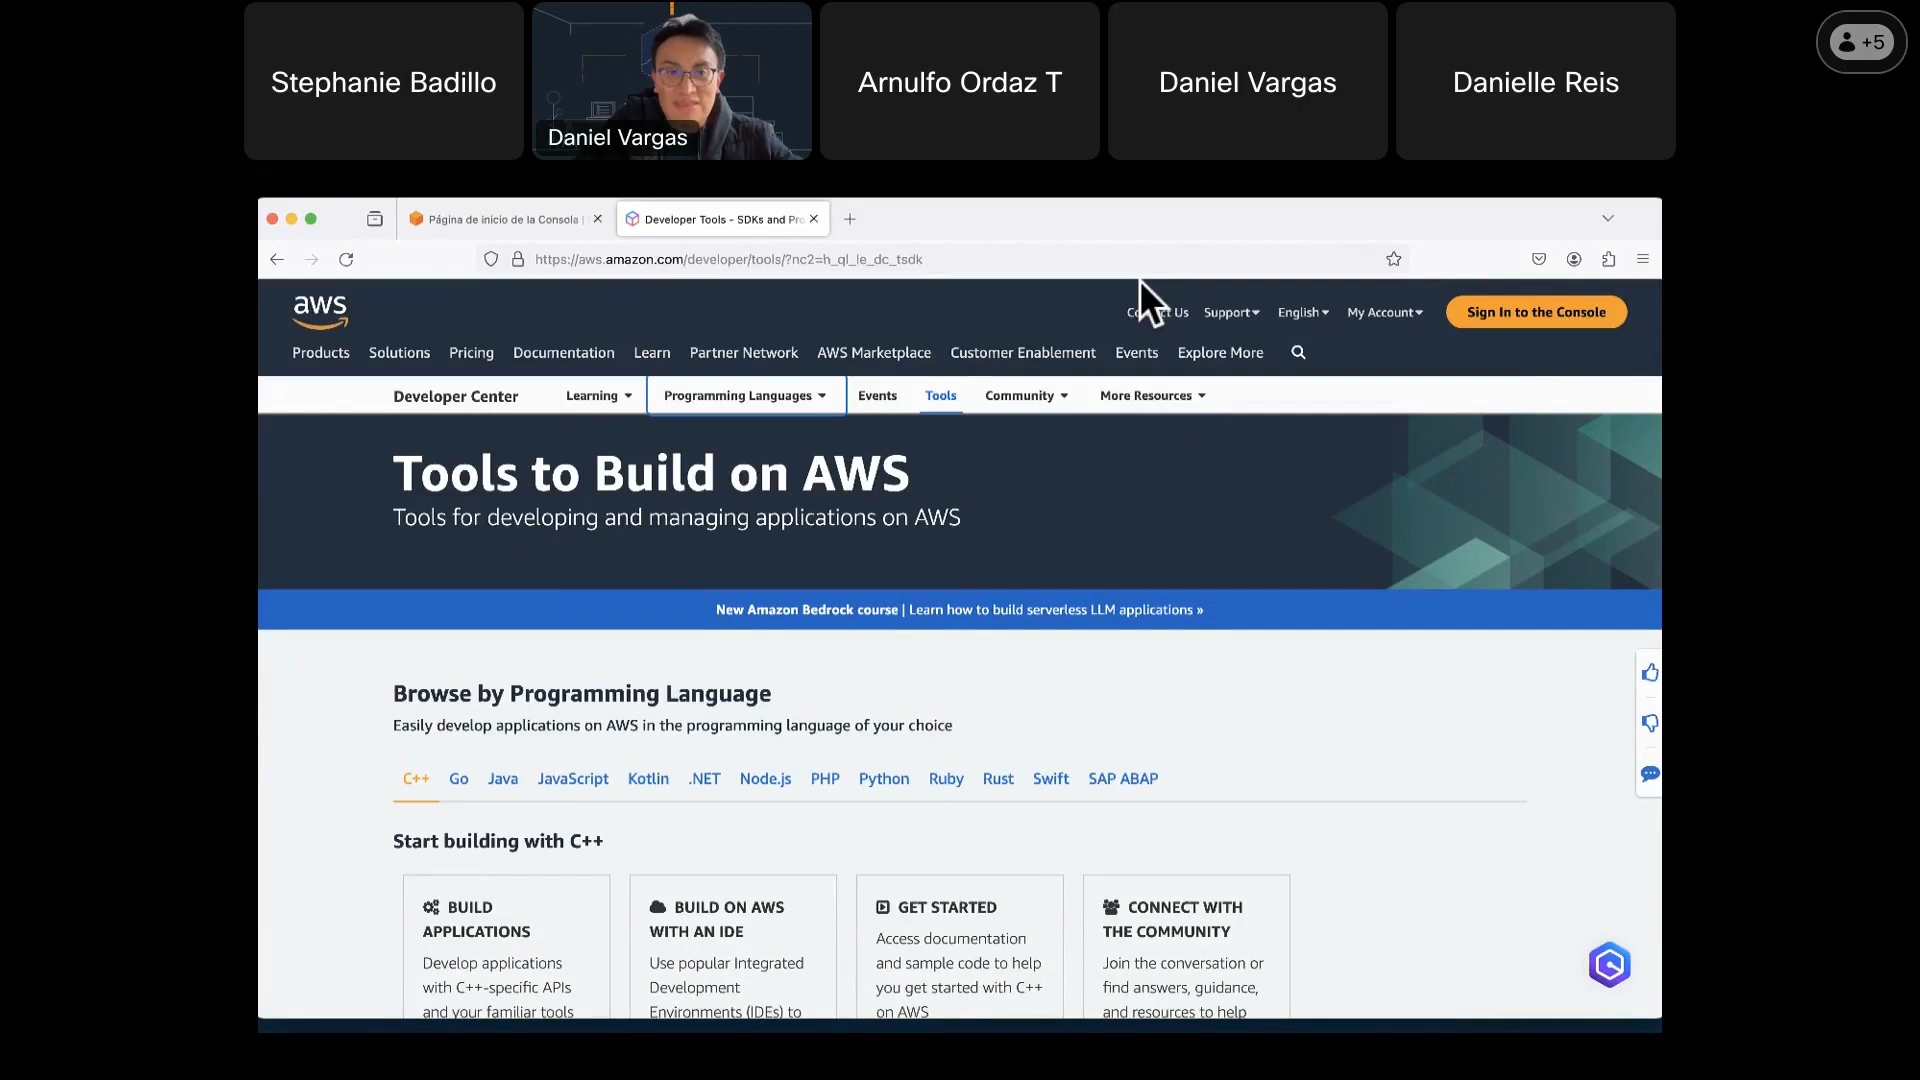 Stephanie Badillo
Daniel Vargas
Arnulfo Ordaz T
Daniel Vargas
Danielle Reis
+5
Página de inicio de la Consola |
Developer Tools - SDKs and Pro
https://aws.amazon.com/developer/tools/?nc2=h_ql_le_dc_tsdk
aws
Us
Support
English
My Account
Sign In to the Console
Products
Solutions
Pricing
Documentation
Learn
Partner Network
AWS Marketplace
Customer Enablement
Events
Explore More
Developer Center
Learning
Programming Languages
Events
Tools
Community
More Resources
Tools to Build on AWS
Tools for developing and managing applications on AWS
New Amazon Bedrock course | Learn how to build serverless LLM applications »
Browse by Programming Language
Easily develop applications on AWS in the programming language of your choice
C++
Go
Java
JavaScript
Kotlin
.NET
Node.js
PHP
Python
Ruby
Rust
Swift
SAP ABAP
Start building with C++
BUILD
APPLICATIONS
Develop applications
with C++-specific APIs
and your familiar tools
BUILD ON AWS
WITH AN IDE
Use popular Integrated
Development
Environments (IDEs) to
GET STARTED
Access documentation
and sample code to help
you get started with C++
on AWS
CONNECT WITH
THE COMMUNITY
Join the conversation or
find answers, guidance,
and resources to help